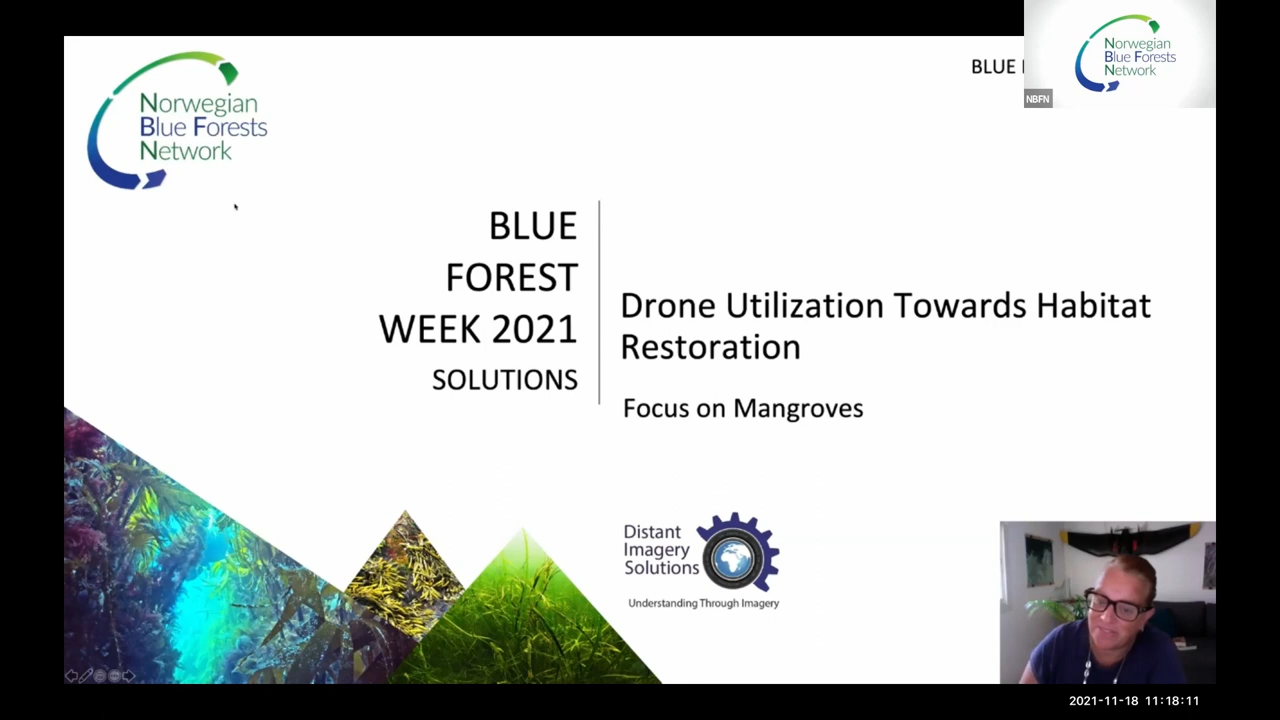 Norwegian
Blue Forests
Network
BLUE
Norwegian
Blue Forests
Network
NBFN
BLUE
FOREST
WEEK 2021
SOLUTIONS
Drone Utilization Towards Habitat
Restoration
Focus on Mangroves
Distant
Imagery
Solutions
Understanding Through Imagery
2021-11-18 11:18:11